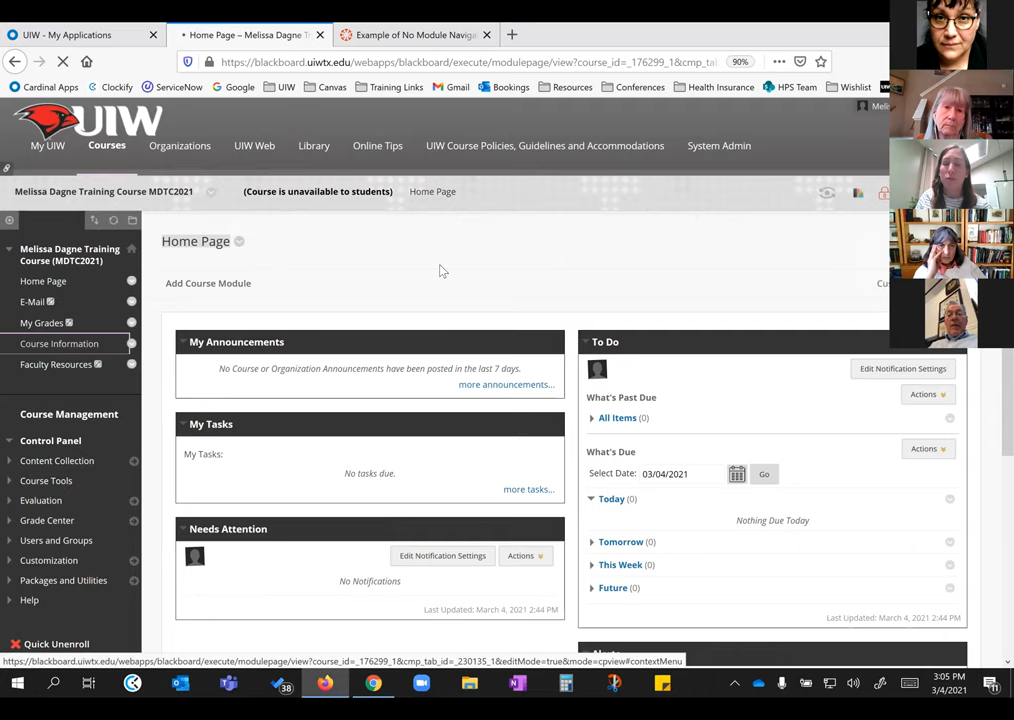 UIW - My Applications
Home Page – Melissa Dagne Tr
Example of No Module Naviga
https://blackboard.uiwtx.edu/webapps/blackboard/execute/modulepage/view?course_id=_176299_1&cmp_tab_
90%
Cardinal Apps
Clockify
ServiceNow
Google
UIW
Canvas
Training Links
Gmail
Bookings
Resources
Conferences
Health Insurance
HPS Team
Wishlist
UIW
My UIW
Courses
Organizations
UIW Web
Library
Online Tips
UIW Course Policies, Guidelines and Accommodations
System Admin
Melissa Dagne Training Course MDTC2021
(Course is unavailable to students)
Home Page
Melissa Dagne Training
Course (MDTC2021)
Home Page
E-Mail
My Grades
Course Information
Faculty Resources
Course Management
Control Panel
Content Collection
Course Tools
Evaluation
Grade Center
Users and Groups
Customization
Packages and Utilities
Help
Quick Unenroll
Home Page
Add Course Module
My Announcements
No Course or Organization Announcements have been posted in the last 7 days.
more announcements...
My Tasks
My Tasks:
No tasks due.
more tasks...
Needs Attention
Edit Notification Settings
Actions
No Notifications
Last Updated: March 4, 2021 2:44 PM
To Do
Edit Notification Settings
Actions
What's Past Due
All Items (0)
Actions
What's Due
Select Date: 03/04/2021
Go
Today (0)
Nothing Due Today
Tomorrow (0)
This Week (0)
Future (0)
Last Updated: March 4, 2021 2:44 PM
Alerts
https://blackboard.uiwtx.edu/webapps/blackboard/execute/modulepage/view?course_id=_176299_1&cmp_tab_id=_230135_1&editMode=true&mode=cpview#contextMenu
38
3:05 PM
3/4/2021
11